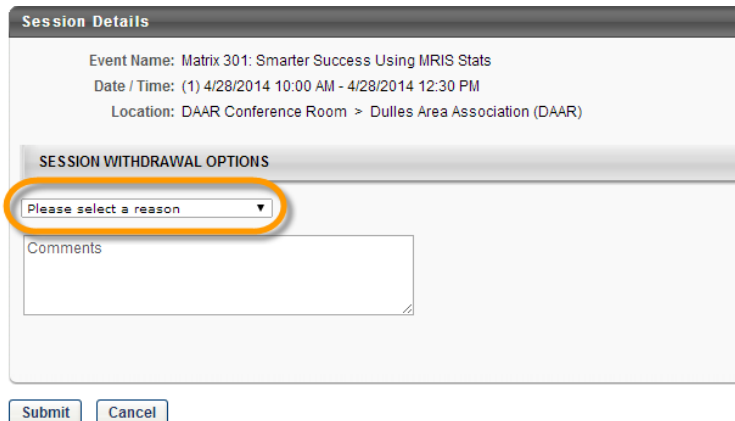 Session Details
Event Name: Matrix 301: Smarter Success Using MRIS Stats
Date / Time: (1) 4/28/2014 10:00 AM - 4/28/2014 12:30 PM
Location: DAAR Conference Room > Dulles Area Association (DAAR)
SESSION WITHDRAWAL OPTIONS
Please select a reason
Comments
Submit Cancel